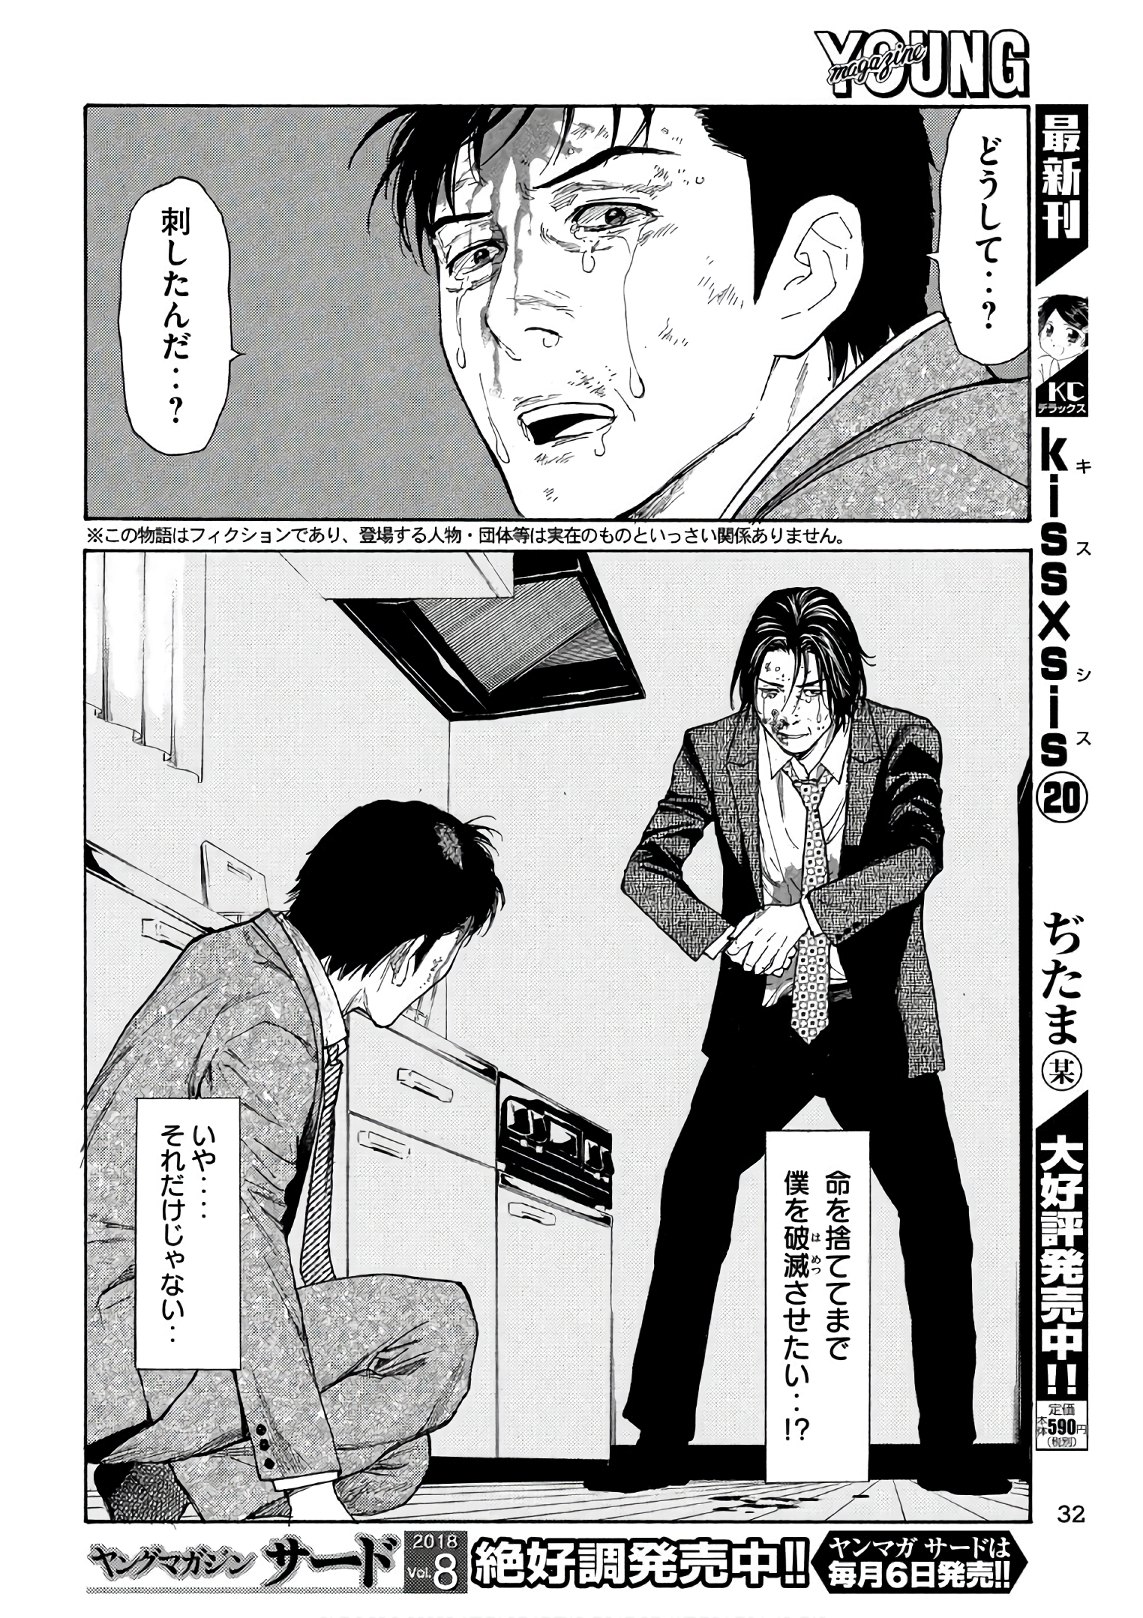 YOUNG
magazine
どうして・・・?
刺したんだ・・・?
※この物語はフィクションであり、登場する人物・団体等は実在のものといっさい関係ありません。
命を捨ててまで
僕を破滅させたい・・!?
はめつ
いや・・・・
それだけじゃない・・
最新刊
KC
デラックス
kiss×sis⑳
キスシス
ぢたま㊣某
大好評発売中!!
定価
本体590円
(税別)
32
ヤングマガジン サード
2018
Vol.8
絶好調発売中!!
ヤンマガ サードは
毎月6日発売!!